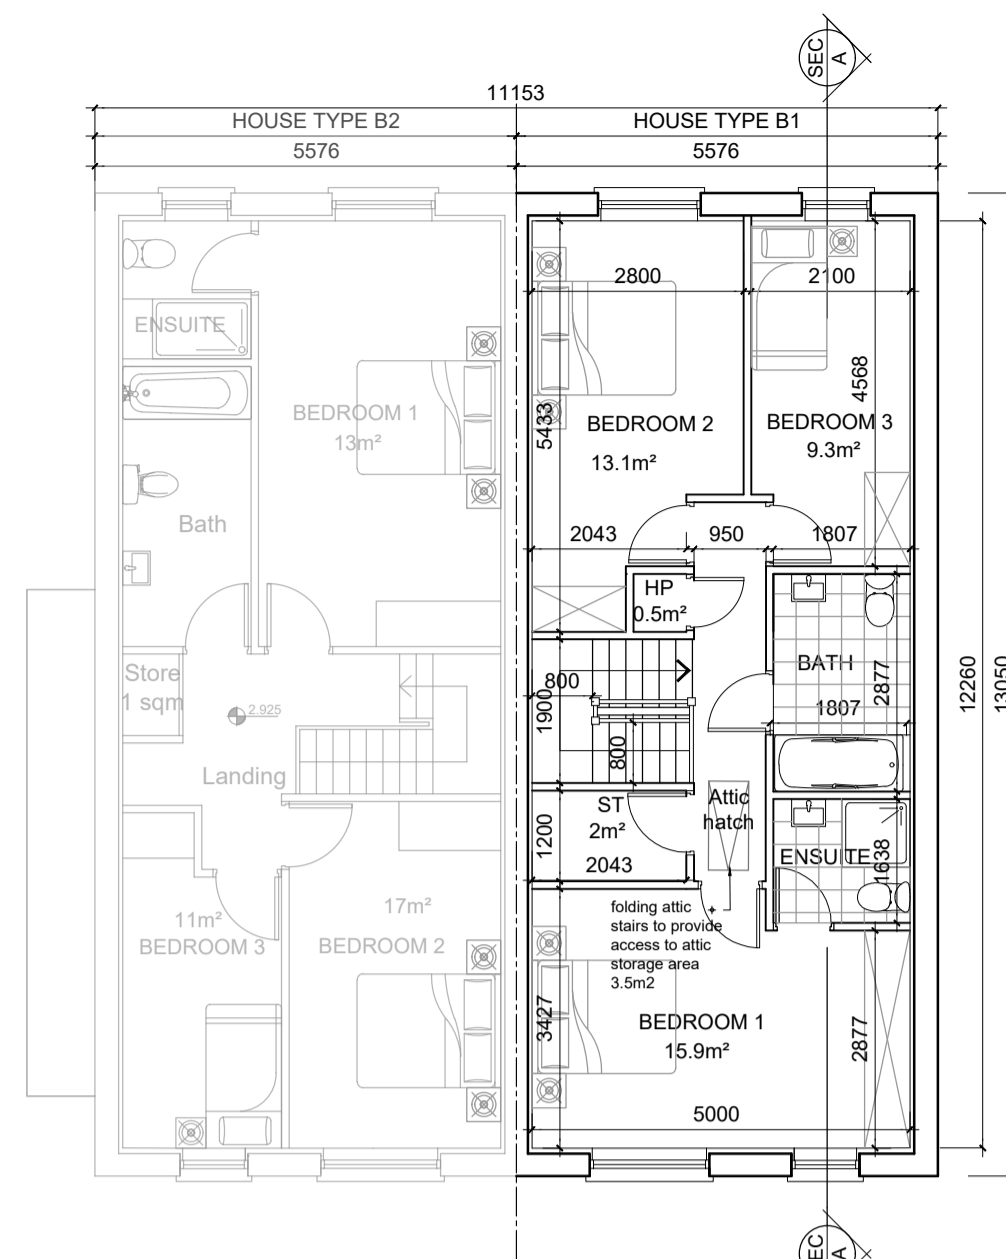 SEC
A
11153
HOUSE TYPE B2
HOUSE TYPE B1
5576
5576
2800
2100
ENSUITE
4568
BEDROOM 1
13m²
5433
BEDROOM 2
13.1m²
BEDROOM 3
9.3m²
Bath
2043
950
1807
HP
0.5m²
Store
1 sqm
2.925
BATH
2877
12260
13050
800
1900
1807
800
Landing
ST
2m²
Attic
hatch
1200
2043
ENSUITE
1638
11m²
BEDROOM 3
17m²
BEDROOM 2
folding attic
stairs to provide
access to attic
storage area
3.5m2
3427
BEDROOM 1
15.9m²
2877
5000
SEC
A